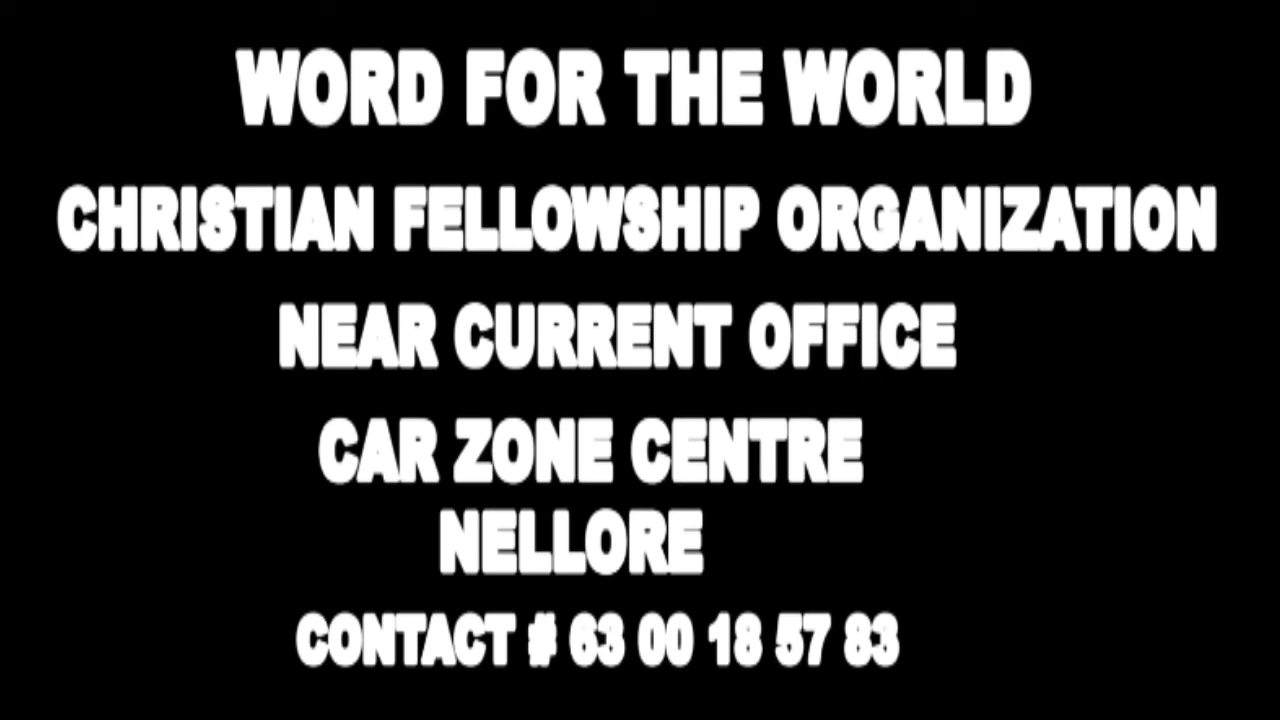 WORD FOR THE WORLD
CHRISTIAN FELLOWSHIP ORGANIZATION
NEAR CURRENT OFFICE
CAR ZONE CENTRE
NELLORE
CONTACT # 63 00 18 57 83